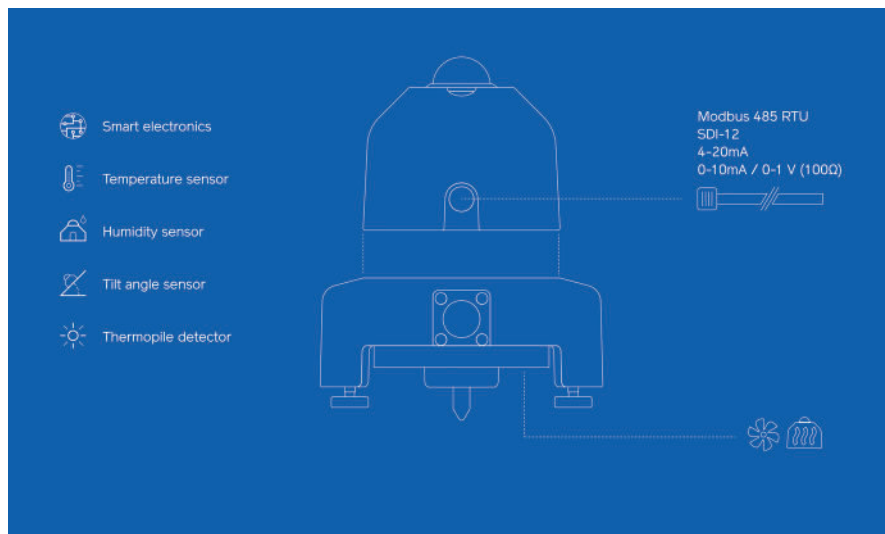 Smart electronics
Temperature sensor
Humidity sensor
Tilt angle sensor
Thermopile detector
Modbus 485 RTU
SDI-12
4-20mA
0-10mA / 0-1 V (100Ω)